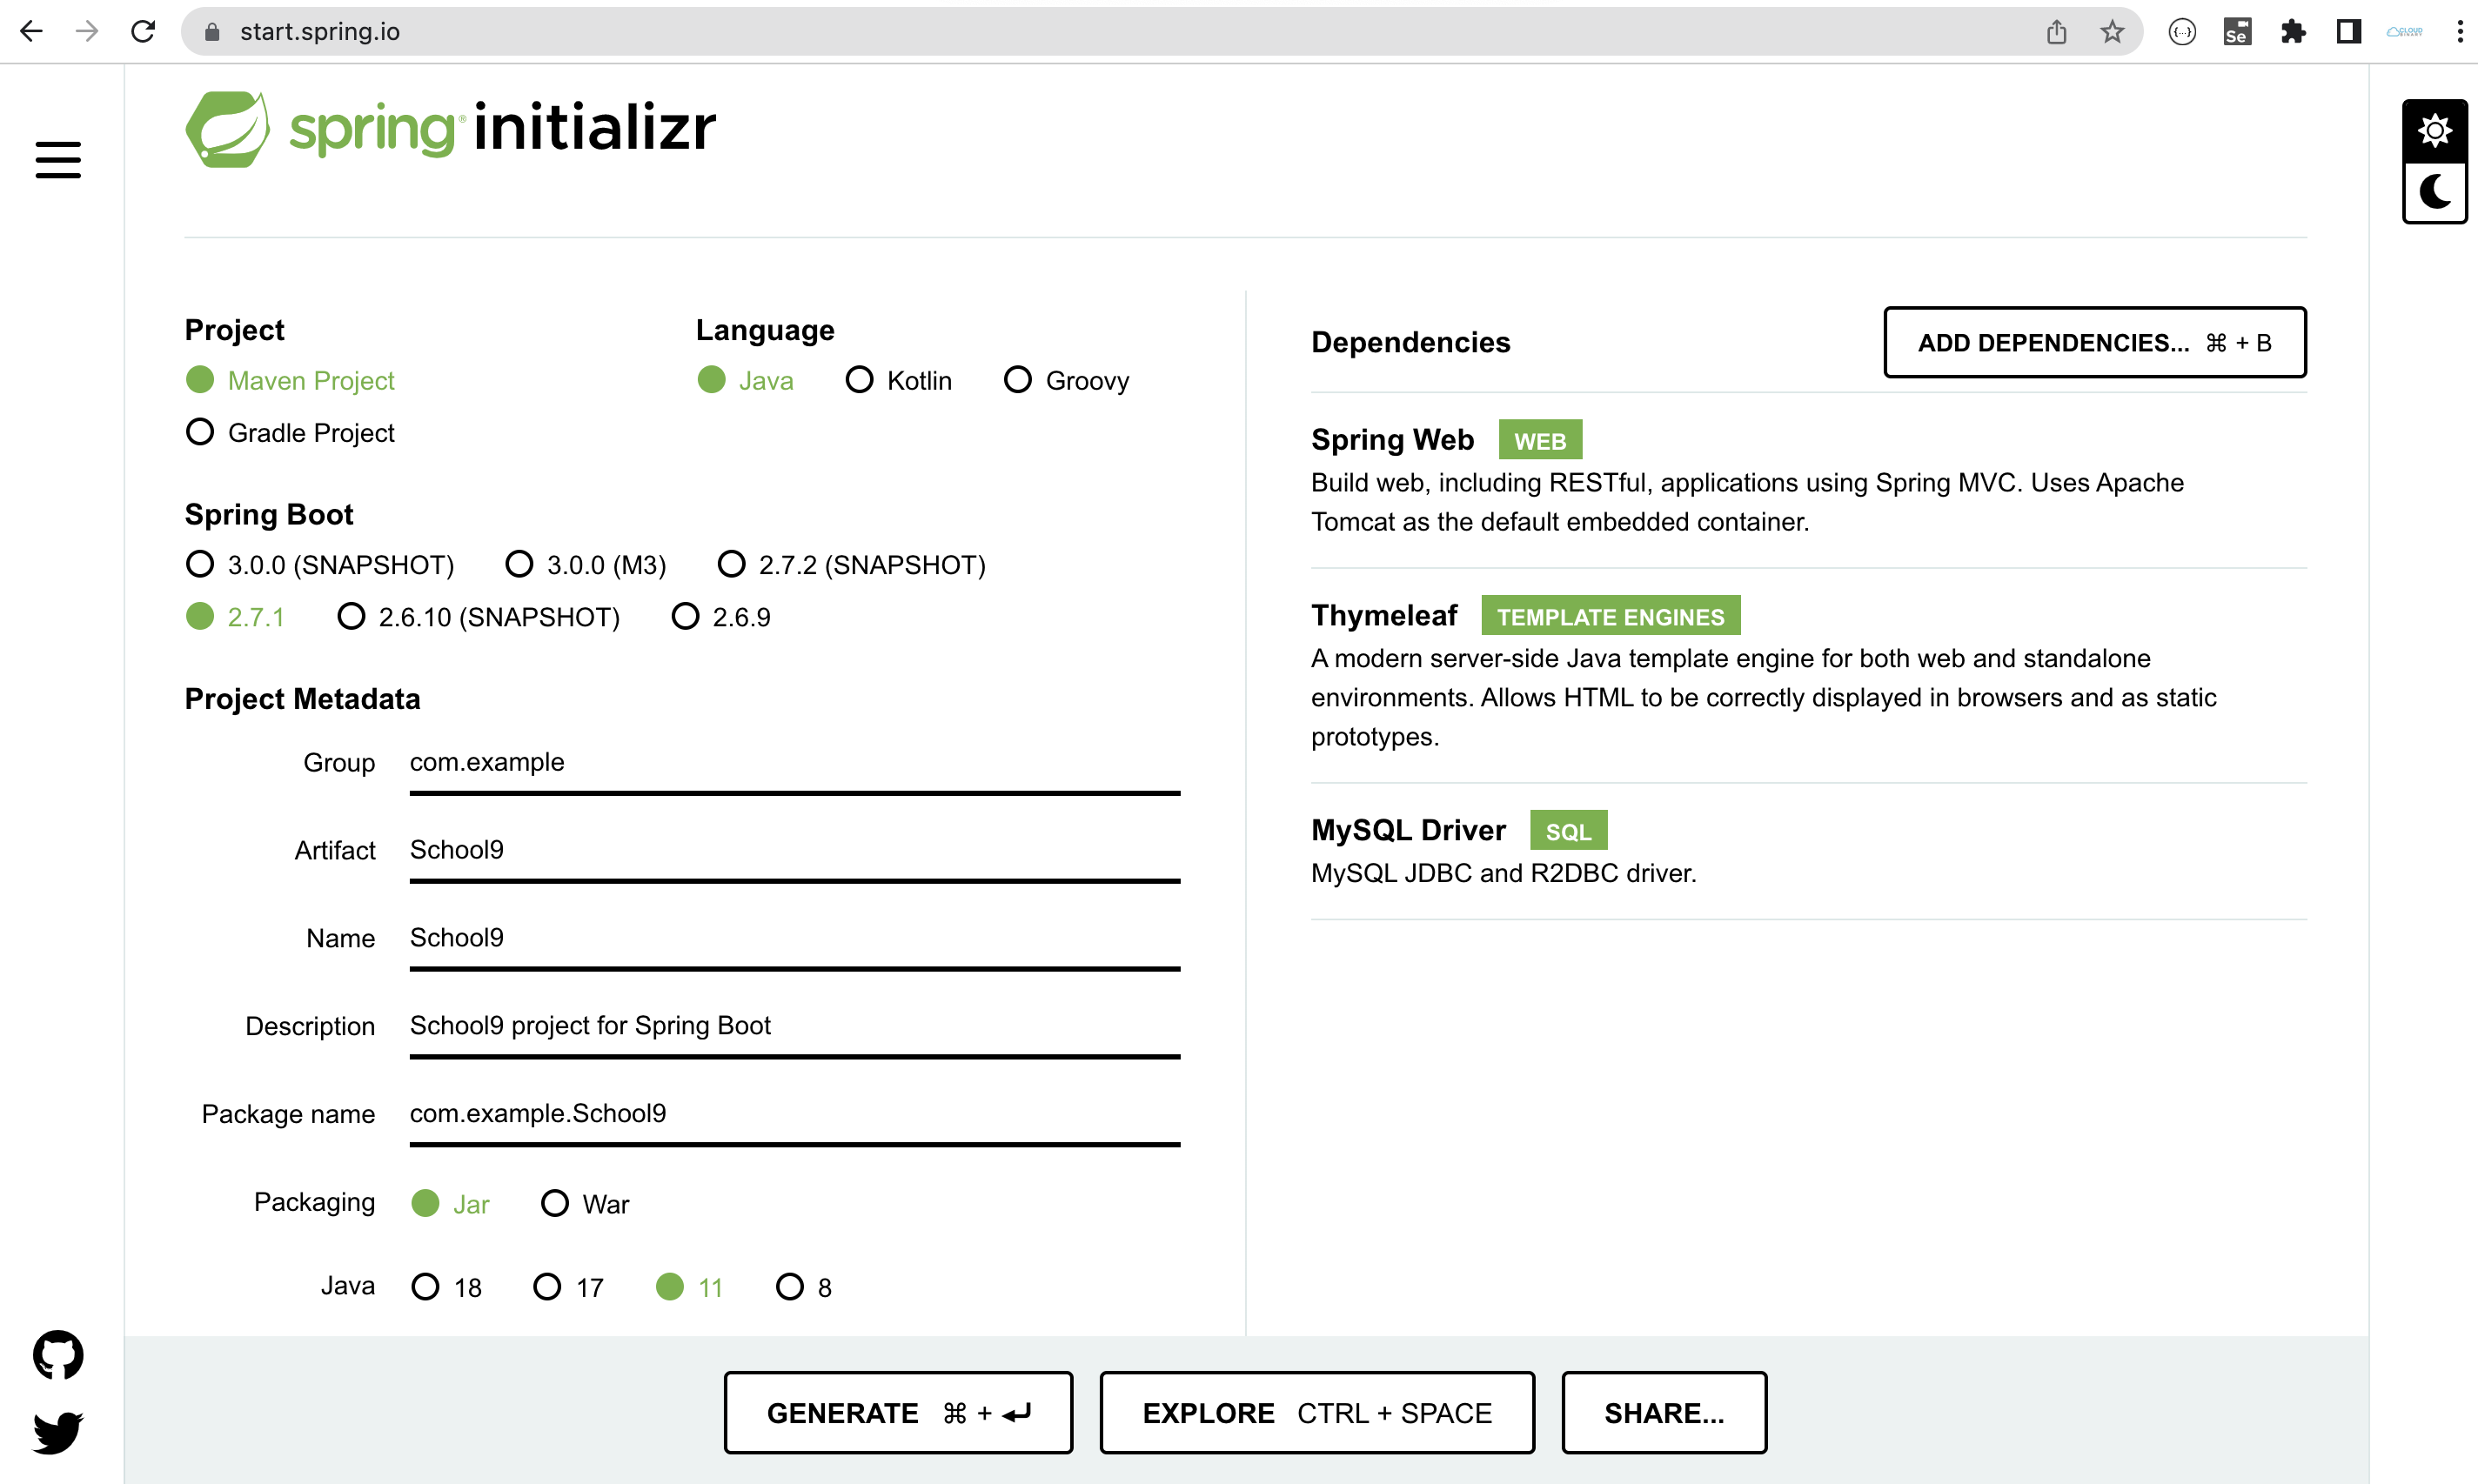 start.spring.io
Se
CLOUD
spring® initializr
Project
Language
Maven Project
Java
Kotlin
Groovy
Gradle Project
Spring Boot
3.0.0 (SNAPSHOT)
3.0.0 (M3)
2.7.2 (SNAPSHOT)
2.7.1
2.6.10 (SNAPSHOT)
2.6.9
Project Metadata
Group com.example
Artifact School9
Name School9
Description School9 project for Spring Boot
Package name com.example.School9
Packaging Jar War
Java 18 17 11 8
Dependencies
ADD DEPENDENCIES... ⌘ + B
Spring Web WEB
Build web, including RESTful, applications using Spring MVC. Uses Apache
Tomcat as the default embedded container.
Thymeleaf TEMPLATE ENGINES
A modern server-side Java template engine for both web and standalone
environments. Allows HTML to be correctly displayed in browsers and as static
prototypes.
MySQL Driver SQL
MySQL JDBC and R2DBC driver.
GENERATE ⌘ + ↵
EXPLORE CTRL + SPACE
SHARE...